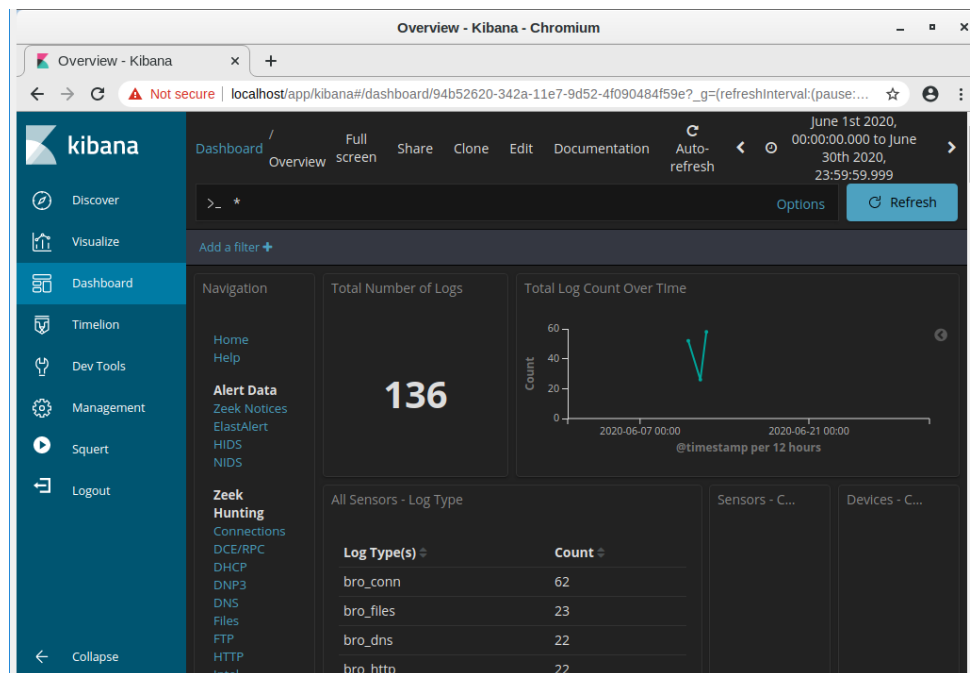 Overview - Kibana - Chromium
Overview - Kibana
Not secure | localhost/app/kibana#/dashboard/94b52620-342a-11e7-9d52-4f090484f59e?_g=(refreshInterval:(pause:...
kibana
Discover
Visualize
Dashboard
Timelion
Dev Tools
Management
Squert
Logout
Collapse
Dashboard
/
Overview
Full
screen
Share
Clone
Edit
Documentation
Auto-
refresh
June 1st 2020,
00:00:00.000 to June
30th 2020,
23:59:59.999
>_ *
Options
Refresh
Add a filter +
Navigation
Home
Help
Alert Data
Zeek Notices
ElastAlert
HIDS
NIDS
Zeek
Hunting
Connections
DCE/RPC
DHCP
DNP3
DNS
Files
FTP
HTTP
Intel
Total Number of Logs
136
Total Log Count Over TIme
Count
60
40
20
0
2020-06-07 00:00
2020-06-21 00:00
@timestamp per 12 hours
All Sensors - Log Type
Log Type(s) Count
bro_conn 62
bro_files 23
bro_dns 22
bro_http 22
Sensors - C...
Devices - C...